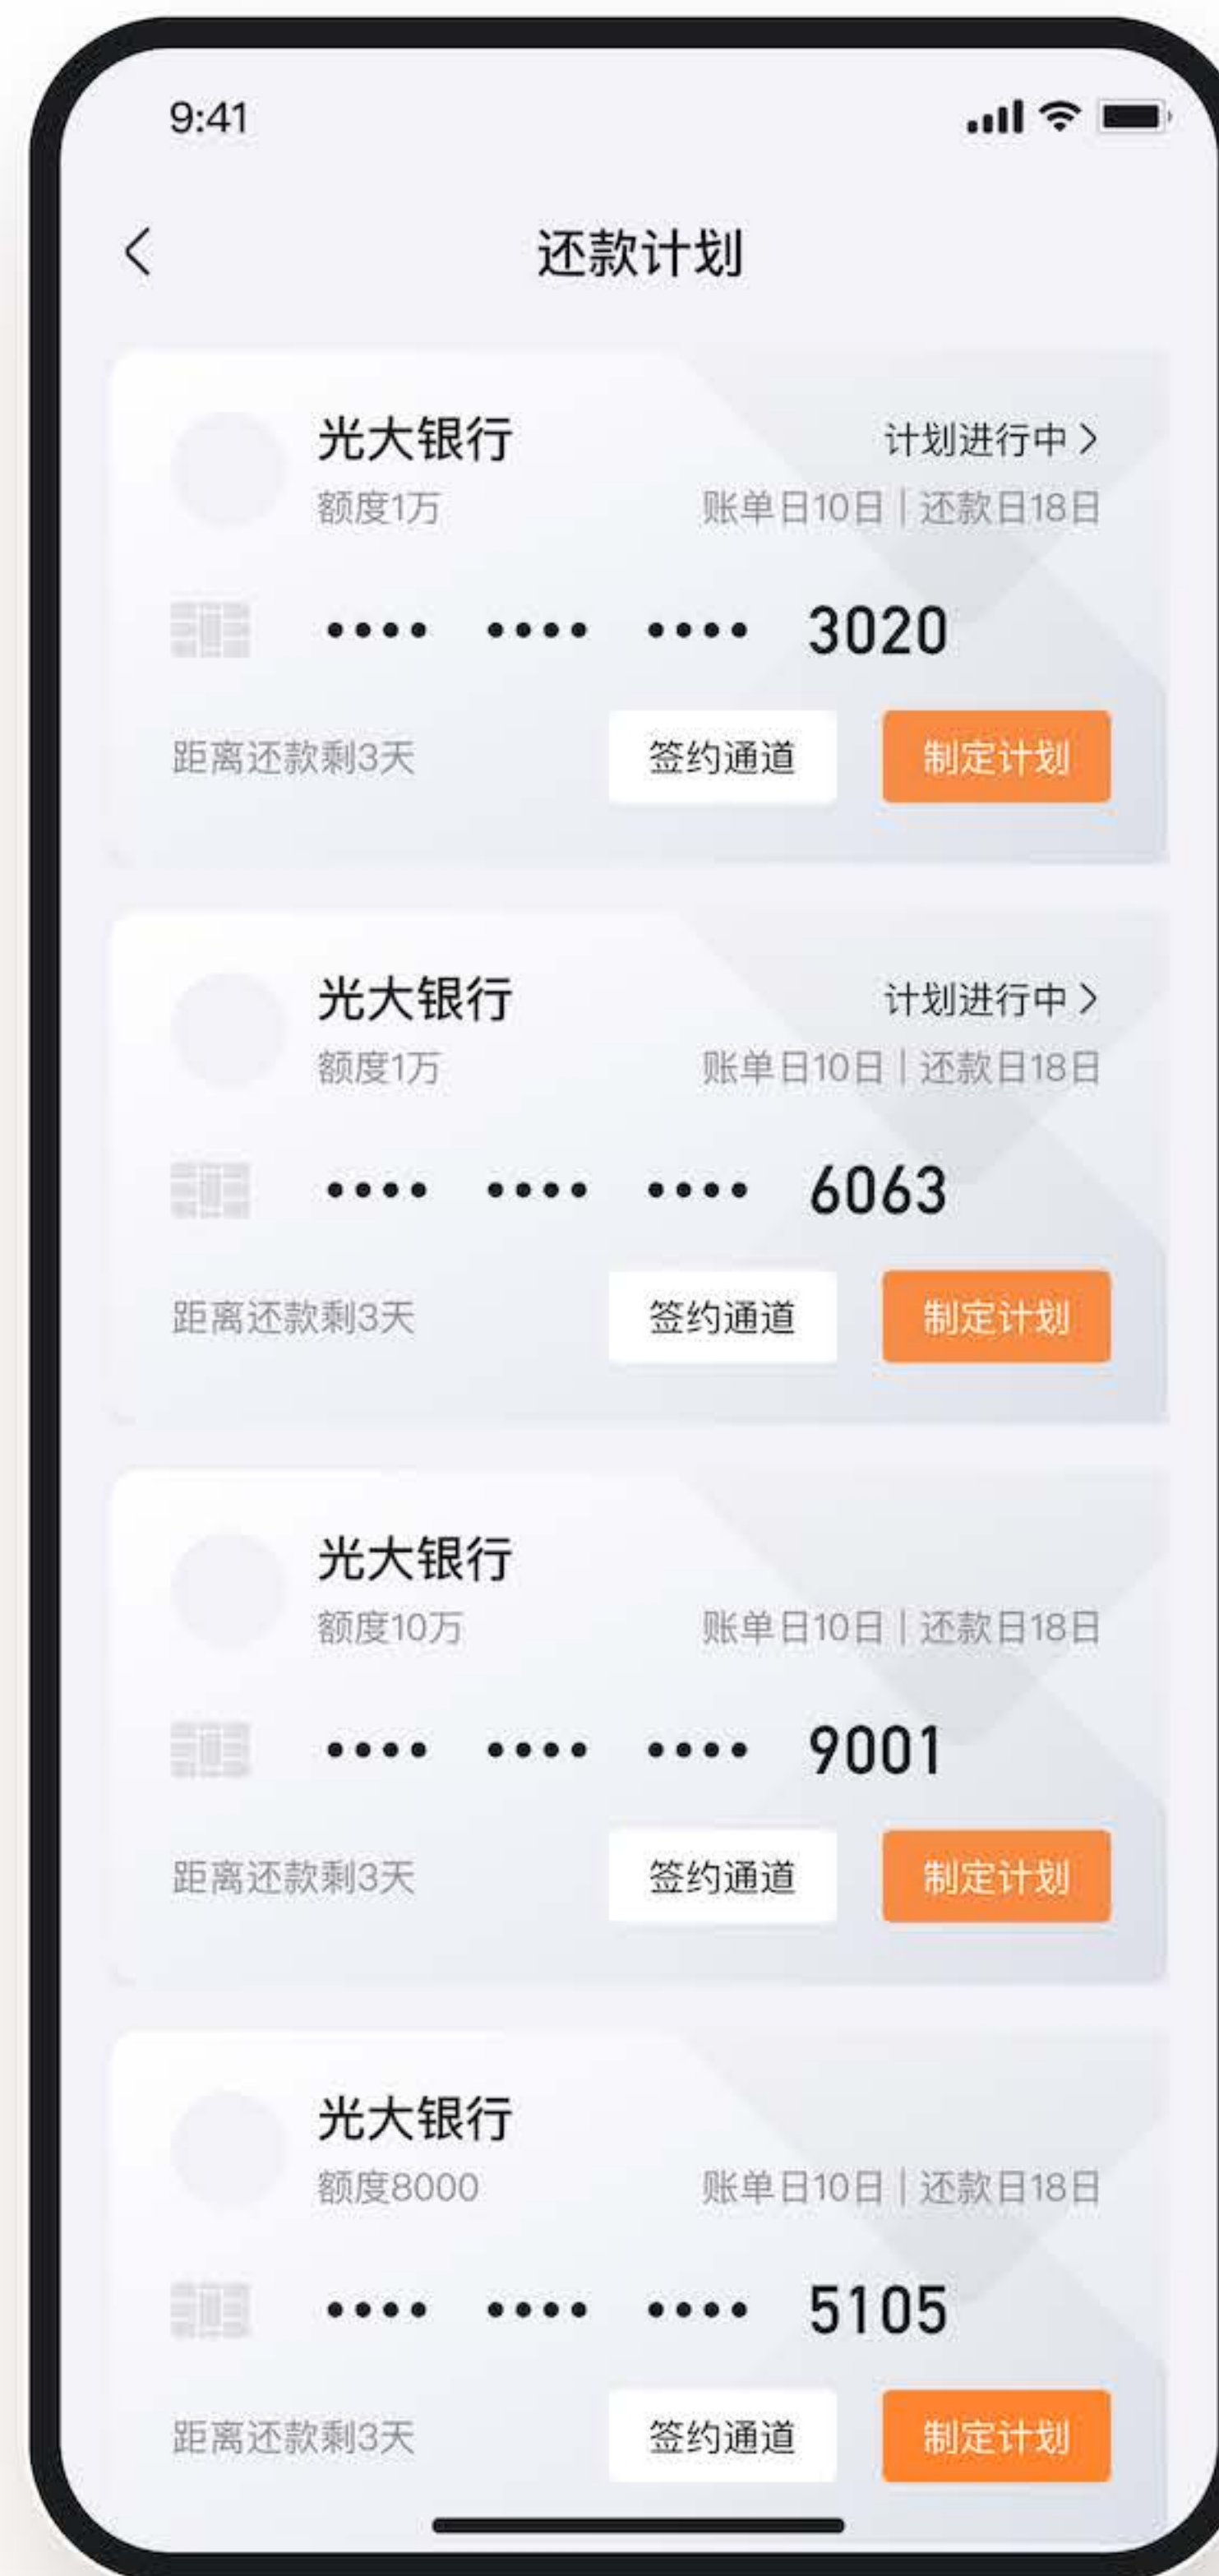 9:41
还款计划
光大银行
计划进行中
额度1万
账单日10日 | 还款日18日
•••• •••• •••• 3020
距离还款剩3天
签约通道
制定计划
光大银行
计划进行中
额度1万
账单日10日 | 还款日18日
•••• •••• •••• 6063
距离还款剩3天
签约通道
制定计划
光大银行
额度10万
账单日10日 | 还款日18日
•••• •••• •••• 9001
距离还款剩3天
签约通道
制定计划
光大银行
额度8000
账单日10日 | 还款日18日
•••• •••• •••• 5105
距离还款剩3天
签约通道
制定计划